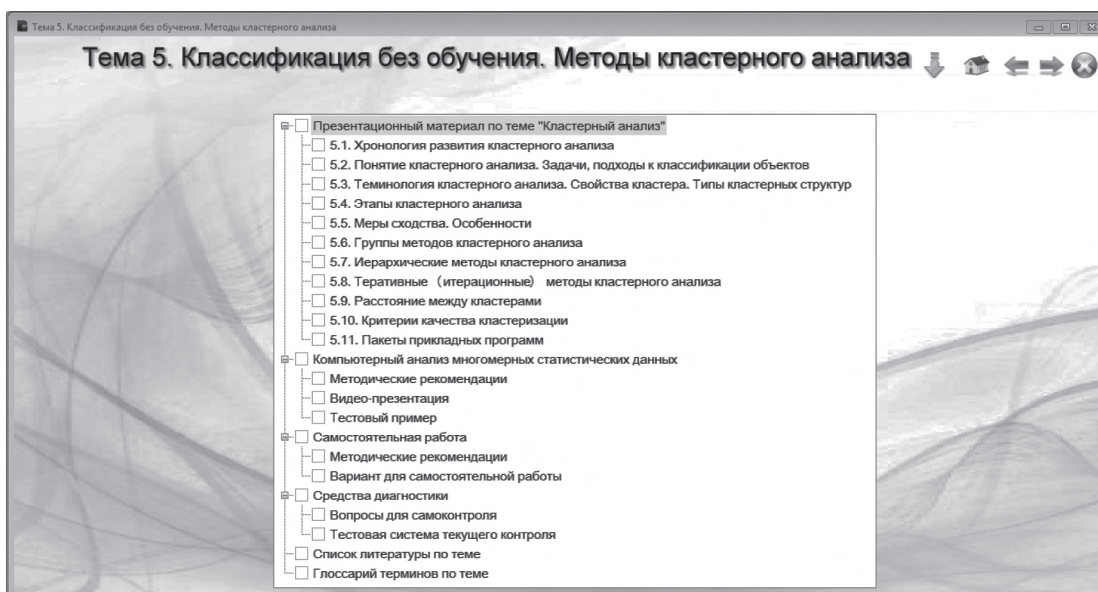 Тема 5. Классификация без обучения. Методы кластерного анализа
Тема 5. Классификация без обучения. Методы кластерного анализа
Презентационный материал по теме "Кластерный анализ"
5.1. Хронология развития кластерного анализа
5.2. Понятие кластерного анализа. Задачи, подходы к классификации объектов
5.3. Теминология кластерного анализа. Свойства кластера. Типы кластерных структур
5.4. Этапы кластерного анализа
5.5. Меры сходства. Особенности
5.6. Группы методов кластерного анализа
5.7. Иерархические методы кластерного анализа
5.8. Теративные (итерационные) методы кластерного анализа
5.9. Расстояние между кластерами
5.10. Критерии качества кластеризации
5.11. Пакеты прикладных программ
Компьютерный анализ многомерных статистических данных
Методические рекомендации
Видео-презентация
Тестовый пример
Самостоятельная работа
Методические рекомендации
Вариант для самостоятельной работы
Средства диагностики
Вопросы для самоконтроля
Тестовая система текущего контроля
Список литературы по теме
Глоссарий терминов по теме